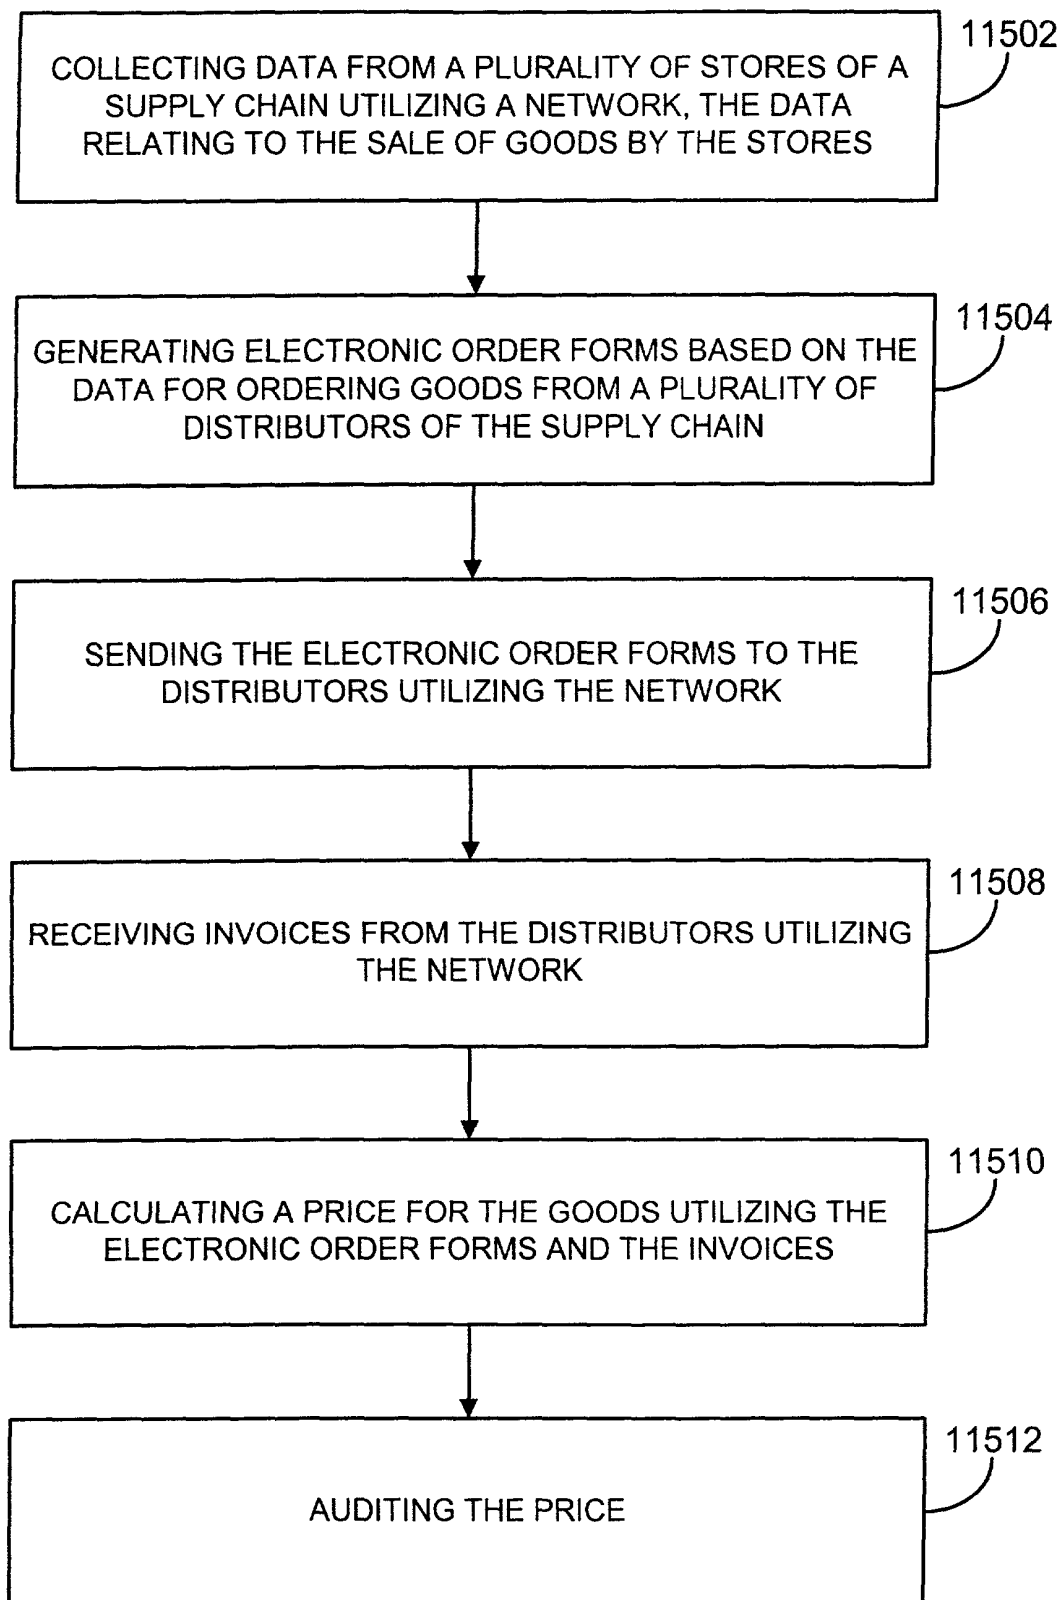 11502
COLLECTING DATA FROM A PLURALITY OF STORES OF A
SUPPLY CHAIN UTILIZING A NETWORK, THE DATA
RELATING TO THE SALE OF GOODS BY THE STORES
11504
GENERATING ELECTRONIC ORDER FORMS BASED ON THE
DATA FOR ORDERING GOODS FROM A PLURALITY OF
DISTRIBUTORS OF THE SUPPLY CHAIN
11506
SENDING THE ELECTRONIC ORDER FORMS TO THE
DISTRIBUTORS UTILIZING THE NETWORK
11508
RECEIVING INVOICES FROM THE DISTRIBUTORS UTILIZING
THE NETWORK
11510
CALCULATING A PRICE FOR THE GOODS UTILIZING THE
ELECTRONIC ORDER FORMS AND THE INVOICES
11512
AUDITING THE PRICE